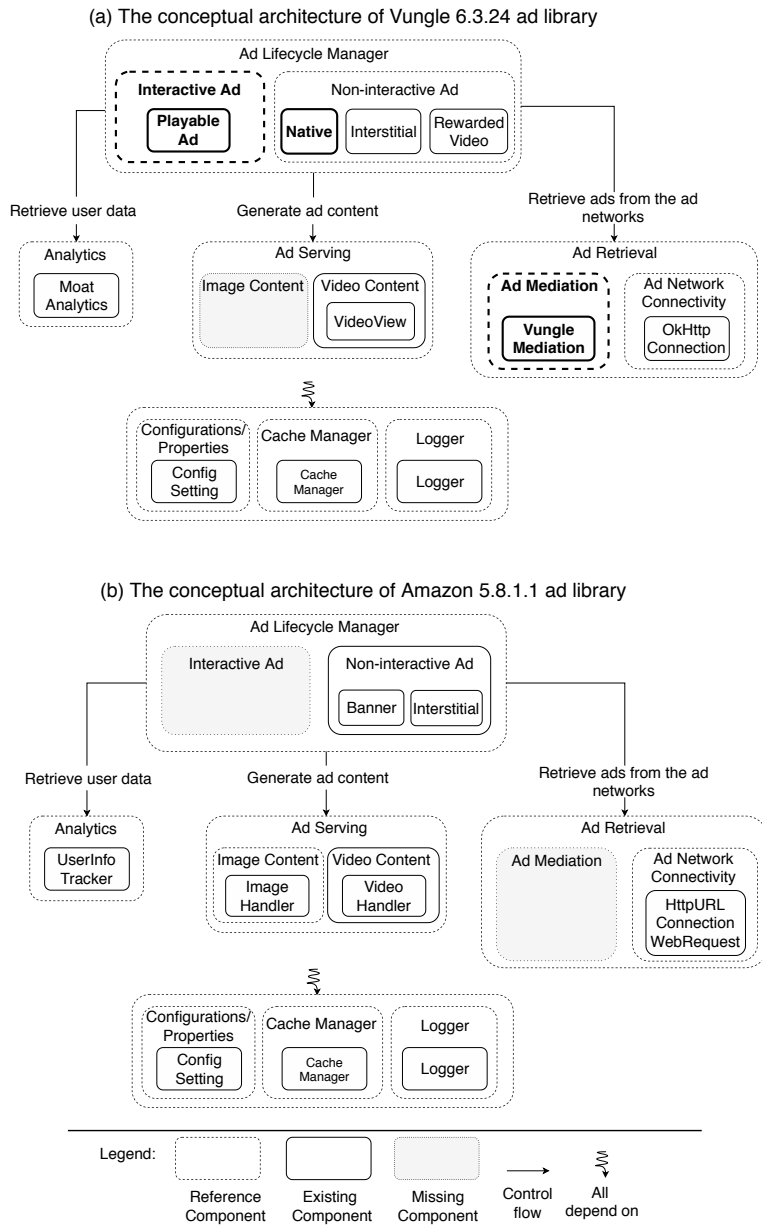 (a) The conceptual architecture of Vungle 6.3.24 ad library
Ad Lifecycle Manager
Interactive Ad
Playable
Ad
Non-interactive Ad
Native
Interstitial
Rewarded
Video
Retrieve user data
Generate ad content
Retrieve ads from the ad
networks
Analytics
Moat
Analytics
Ad Serving
Image Content
Video Content
VideoView
Ad Retrieval
Ad Mediation
Vungle
Mediation
Ad Network
Connectivity
OkHttp
Connection
Configurations/
Properties
Config
Setting
Cache Manager
Cache
Manager
Logger
Logger
(b) The conceptual architecture of Amazon 5.8.1.1 ad library
Ad Lifecycle Manager
Interactive Ad
Non-interactive Ad
Banner
Interstitial
Retrieve user data
Generate ad content
Retrieve ads from the ad
networks
Analytics
UserInfo
Tracker
Ad Serving
Image Content
Image
Handler
Video Content
Video
Handler
Ad Retrieval
Ad Mediation
Ad Network
Connectivity
HttpURL
Connection
WebRequest
Configurations/
Properties
Config
Setting
Cache Manager
Cache
Manager
Logger
Logger
Legend:
Reference
Component
Existing
Component
Missing
Component
Control
flow
All
depend on